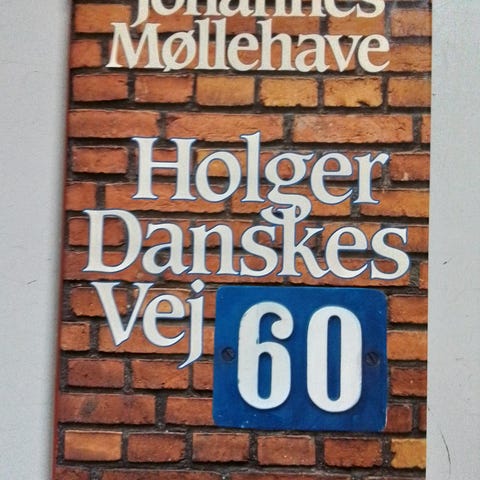 Johannes
Møllehave
Holger
Danskes
Vej
60